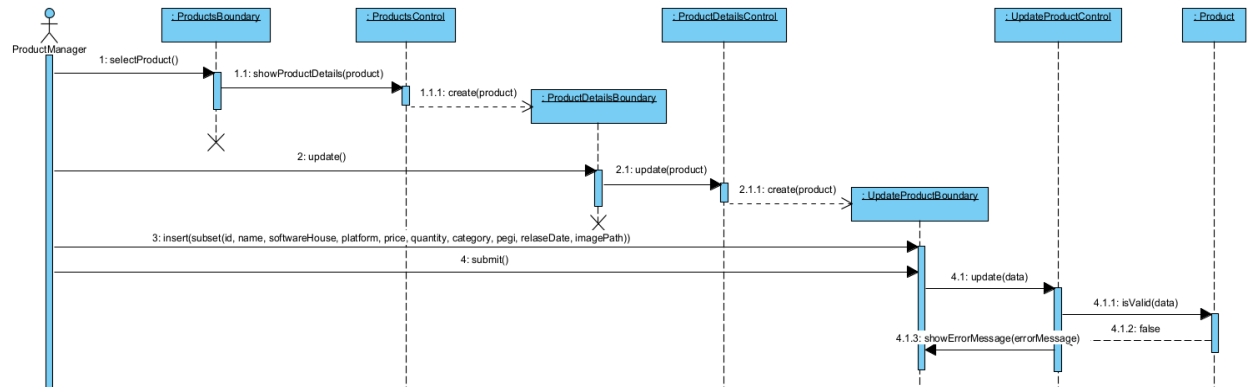 : ProductsBoundary
: ProductsControl
: ProductDetailsControl
: UpdateProductControl
: Product
ProductManager
1: selectProduct()
1.1: showProductDetails(product)
1.1.1: create(product)
: ProductDetailsBoundary
2: update()
2.1: update(product)
2.1.1: create(product)
: UpdateProductBoundary
3: insert(subset(id, name, softwareHouse, platform, price, quantity, category, pegi, relaseDate, imagePath))
4: submit()
4.1: update(data)
4.1.1: isValid(data)
4.1.2: false
4.1.3: showErrorMessage(errorMessage)